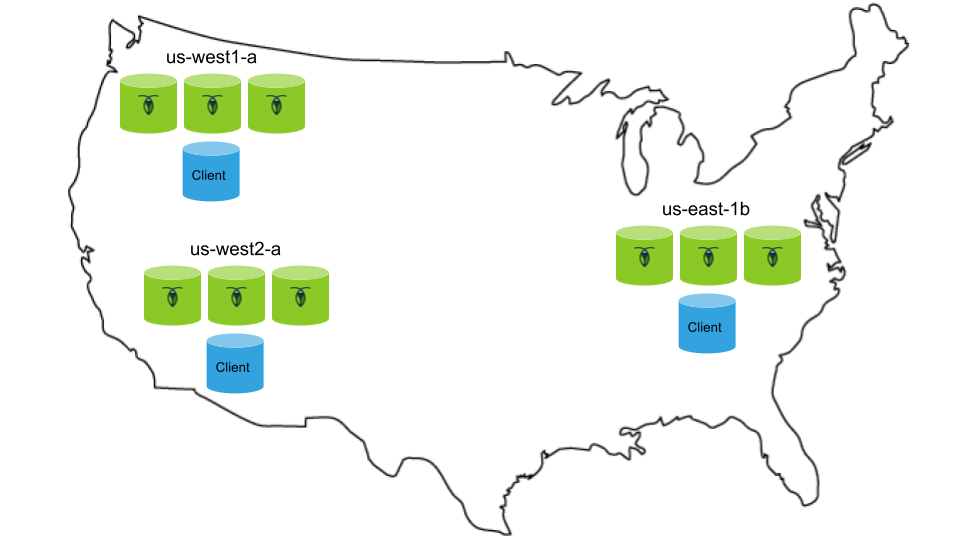 us-west1-a
Client
us-west2-a
Client
us-east-1b
Client